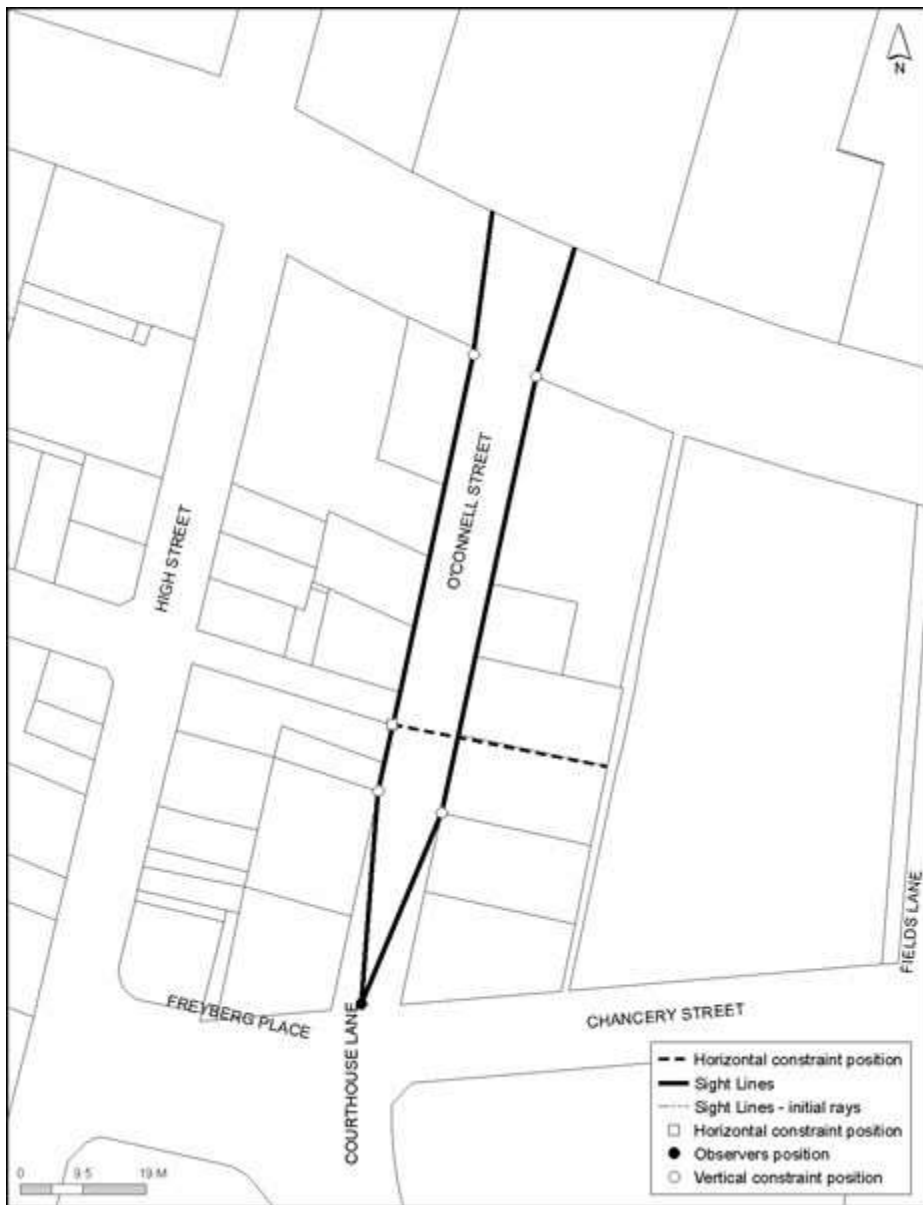 N
O'CONNELL STREET
HIGH STREET
FIELDS LANE
FREYBERG PLACE
CHANCERY STREET
COURTHOUSE LANE
Horizontal constraint position
Sight Lines
Sight Lines - initial rays
Horizontal constraint position
Observers position
Vertical constraint position
0 9.5 19 M